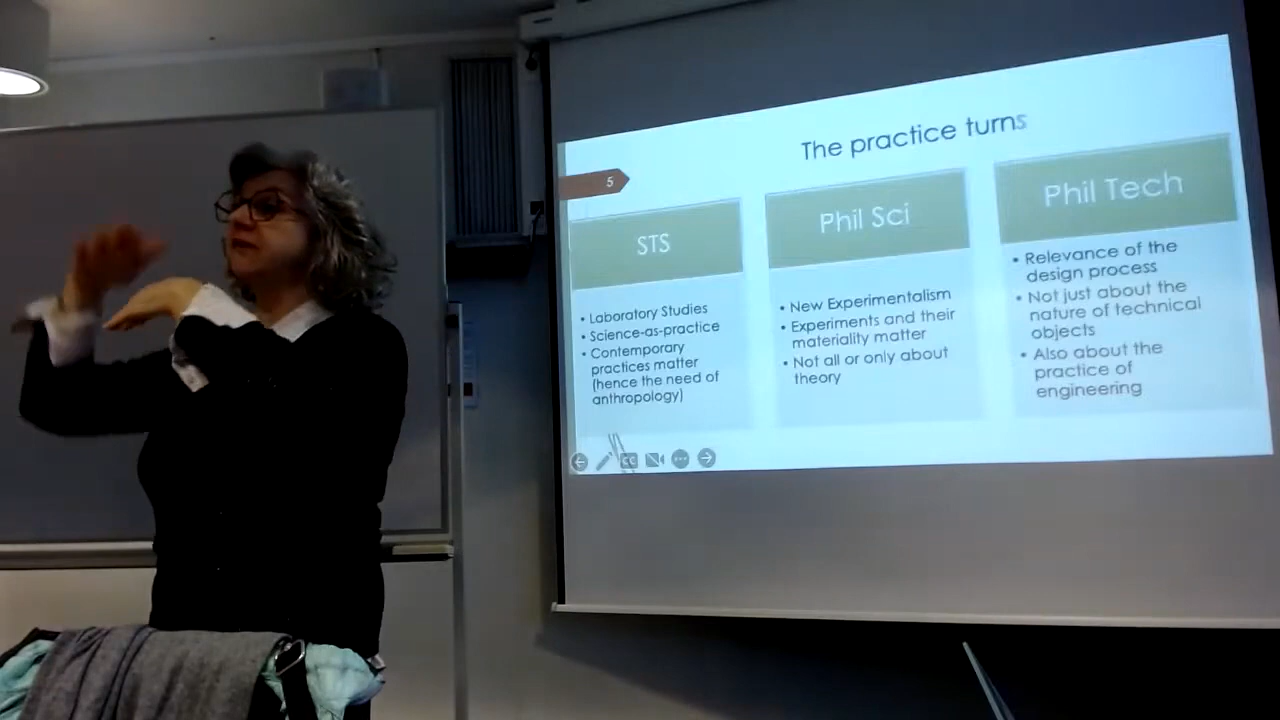 The practice turns
5
STS
• Laboratory Studies
• Science-as-practice
• Contemporary
practices matter
(hence the need of
anthropology)
Phil Sci
• New Experimentalism
• Experiments and their
materiality matter
• Not all or only about
theory
Phil Tech
• Relevance of the
design process
• Not just about the
nature of technical
objects
• Also about the
practice of
engineering
CC